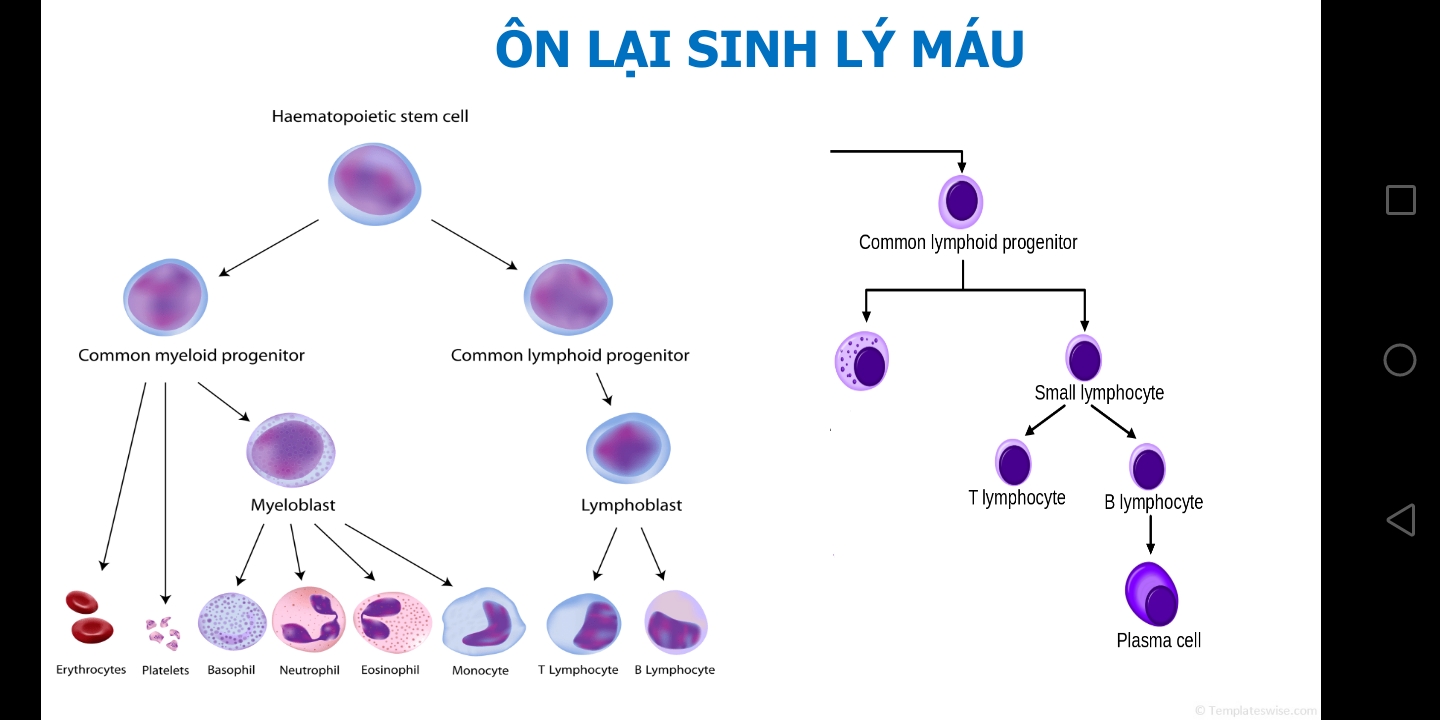 ÔN LẠI SINH LÝ MÁU
Haematopoietic stem cell
Common myeloid progenitor
Common lymphoid progenitor
Myeloblast
Lymphoblast
Erythrocytes
Platelets
Basophil
Neutrophil
Eosinophil
Monocyte
T Lymphocyte
B Lymphocyte
Common lymphoid progenitor
Small lymphocyte
T lymphocyte
B lymphocyte
Plasma cell
© Templateswise.com